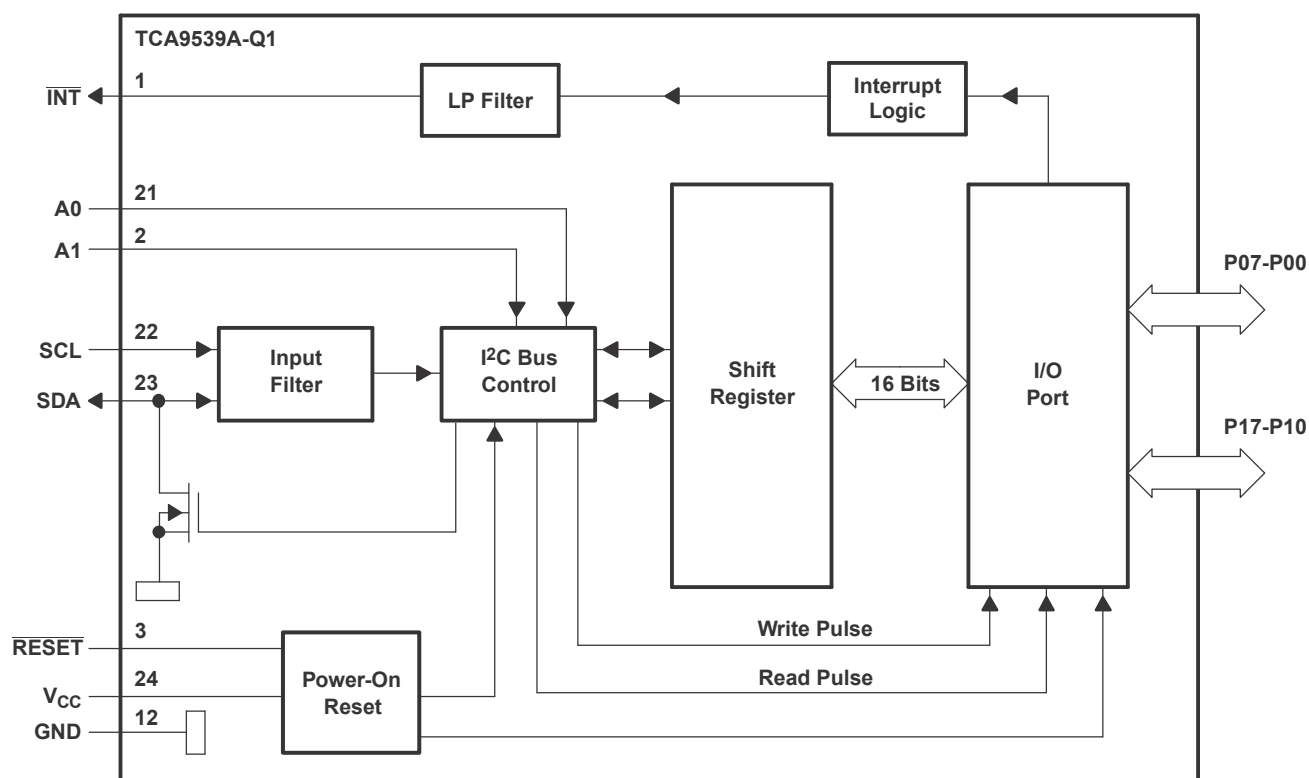 TCA9539A-Q1
1
INT
LP Filter
Interrupt
Logic
21
A0
2
A1
P07-P00
22
SCL
Input
Filter
I²C Bus
Control
Shift
Register
16 Bits
I/O
Port
23
SDA
P17-P10
3
RESET
Write Pulse
24
VCC
Power-On
Reset
Read Pulse
12
GND